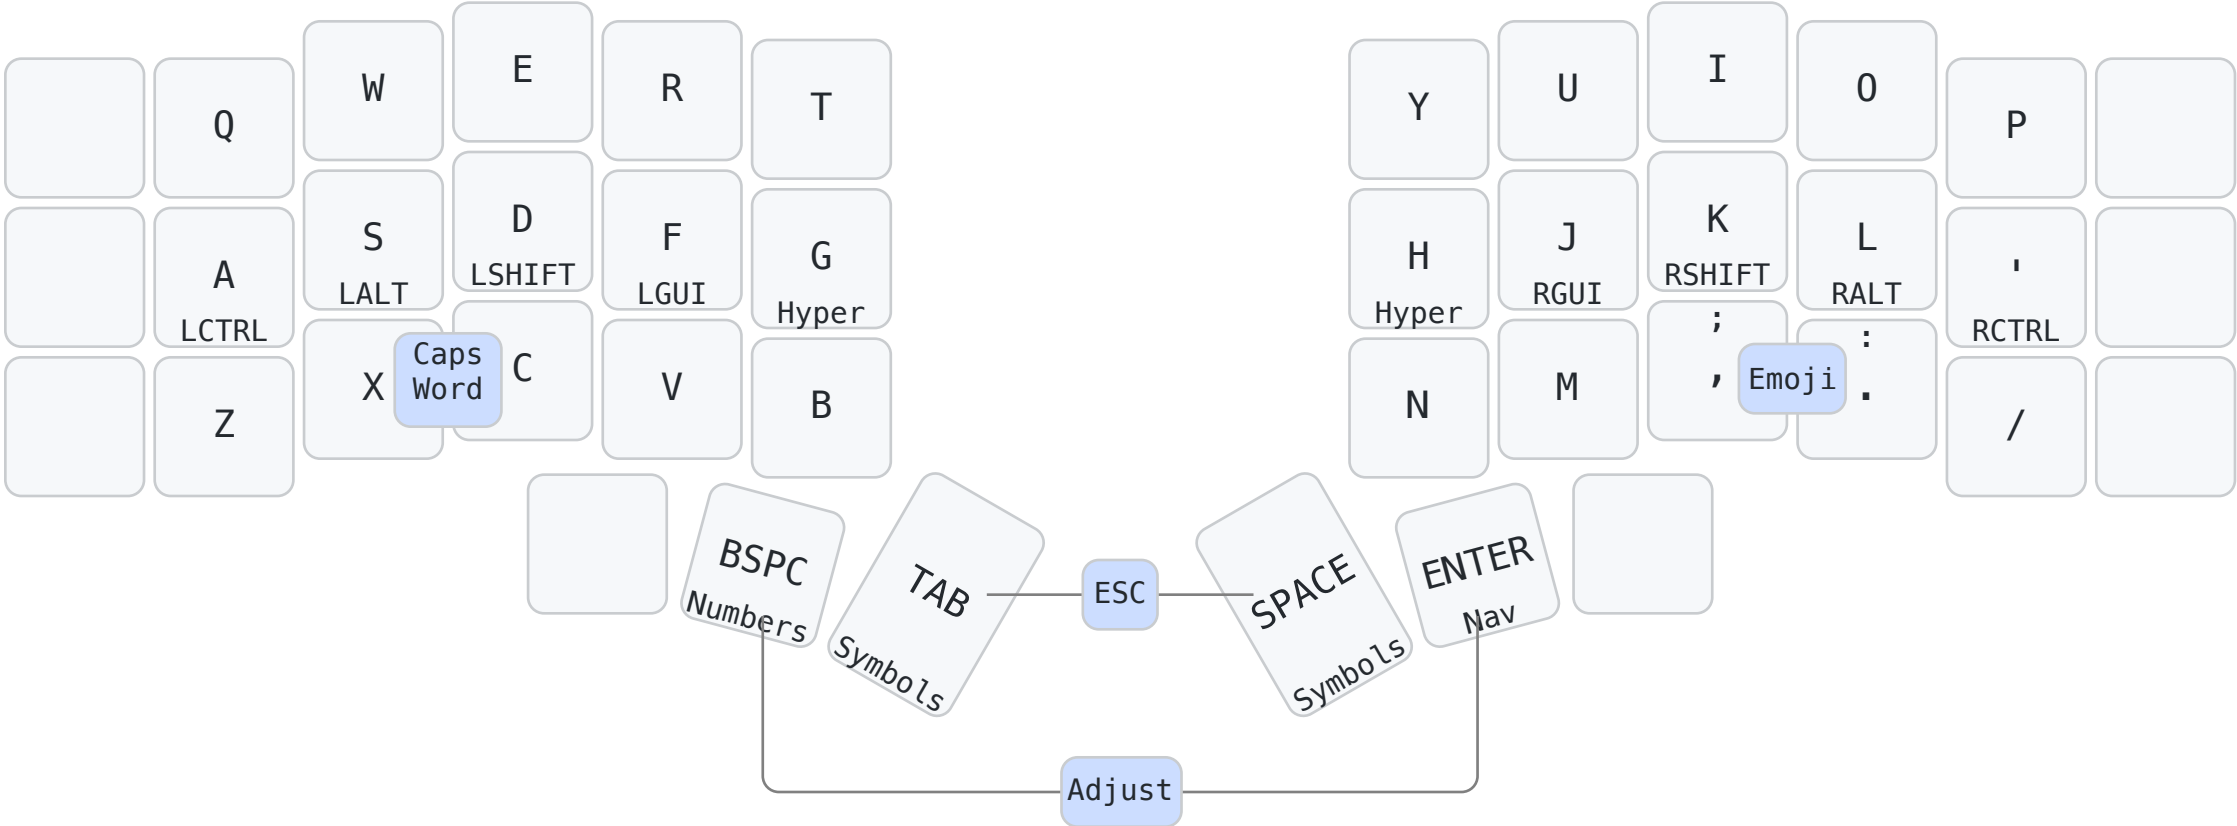 Q
W
E
R
T
Y
U
I
O
P
A
LCTRL
S
LALT
D
LSHIFT
F
LGUI
G
Hyper
H
Hyper
J
RGUI
K
RSHIFT
L
RALT
'
RCTRL
Z
X
Caps
Word
C
V
B
N
M
;
,
Emoji
:
.
/
BSPC
Numbers
TAB
Symbols
ESC
SPACE
Symbols
ENTER
Nav
Adjust